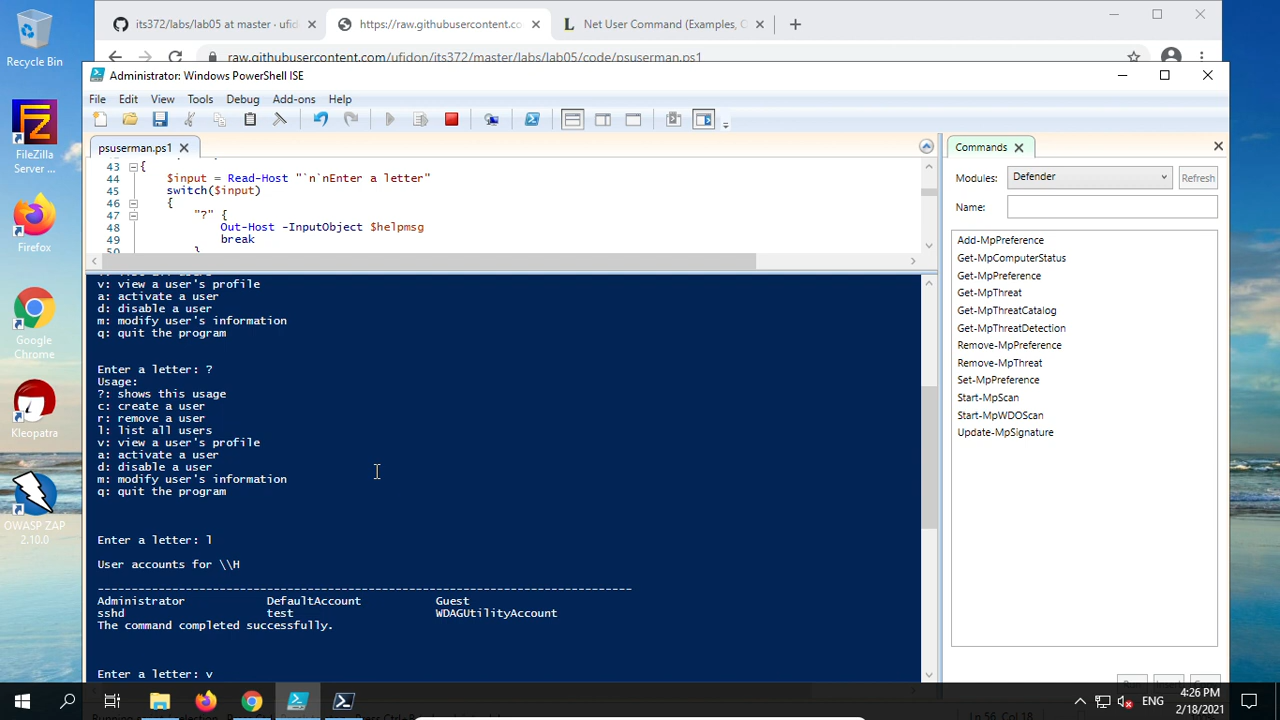 Recycle Bin
FileZilla
Server ...
Firefox
Google
Chrome
Kleopatra
OWASP ZAP
2.10.0
its372/labs/lab05 at master · ufid
https://raw.githubusercontent.co
Net User Command (Examples, O
raw.githubusercontent.com/ufidon/its372/master/labs/lab05/code/psuserman.ps1
Administrator: Windows PowerShell ISE
File Edit View Tools Debug Add-ons Help
psuserman.ps1
43 {
44 $input = Read-Host "`n`nEnter a letter"
45 switch($input)
46 {
47 "?" {
48 Out-Host -InputObject $helpmsg
49 break
50 }
v: view a user's profile
a: activate a user
d: disable a user
m: modify user's information
q: quit the program
Enter a letter: ?
Usage:
?: shows this usage
c: create a user
r: remove a user
l: list all users
v: view a user's profile
a: activate a user
d: disable a user
m: modify user's information
q: quit the program
Enter a letter: l
User accounts for \\H
-------------------------------------------------------------------------------
Administrator DefaultAccount Guest
sshd test WDAGUtilityAccount
The command completed successfully.
Enter a letter: v
Commands
Modules: Defender Refresh
Name:
Add-MpPreference
Get-MpComputerStatus
Get-MpPreference
Get-MpThreat
Get-MpThreatCatalog
Get-MpThreatDetection
Remove-MpPreference
Remove-MpThreat
Set-MpPreference
Start-MpScan
Start-MpWDOScan
Update-MpSignature
ENG
4:26 PM
2/18/2021